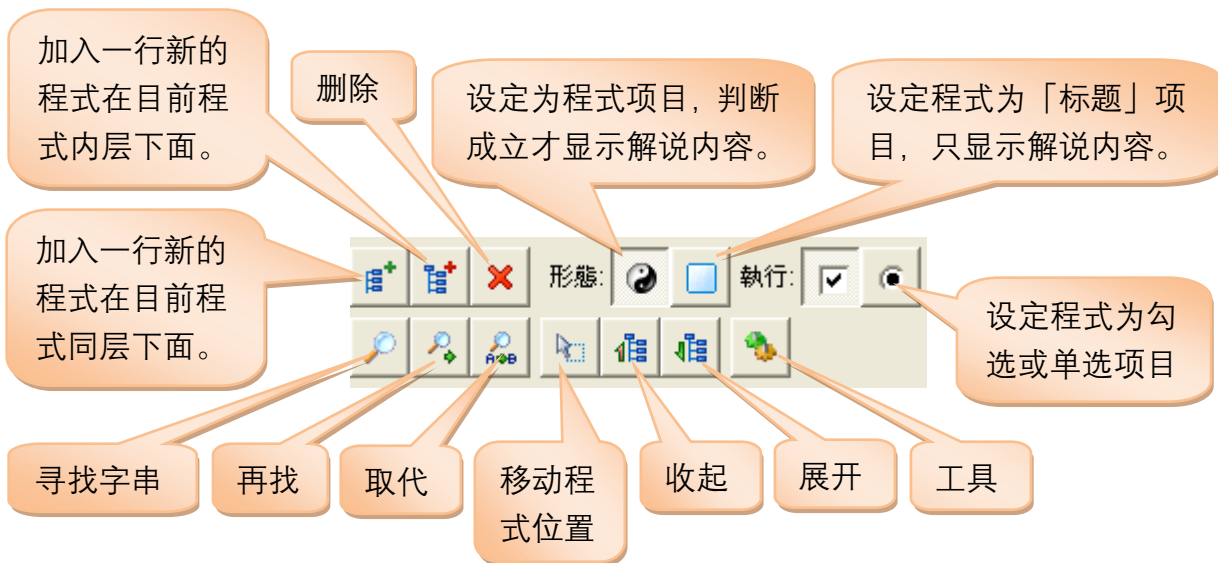 加入一行新的
程式在目前程
式内层下面。
删除
设定为程式项目，判断
成立才显示解说内容。
设定程式为「标题」项
目，只显示解说内容。
加入一行新的
程式在目前程
式同层下面。
形態:
執行:
A B
设定程式为勾
选或单选项目
寻找字串
再找
取代
移动程
式位置
收起
展开
工具